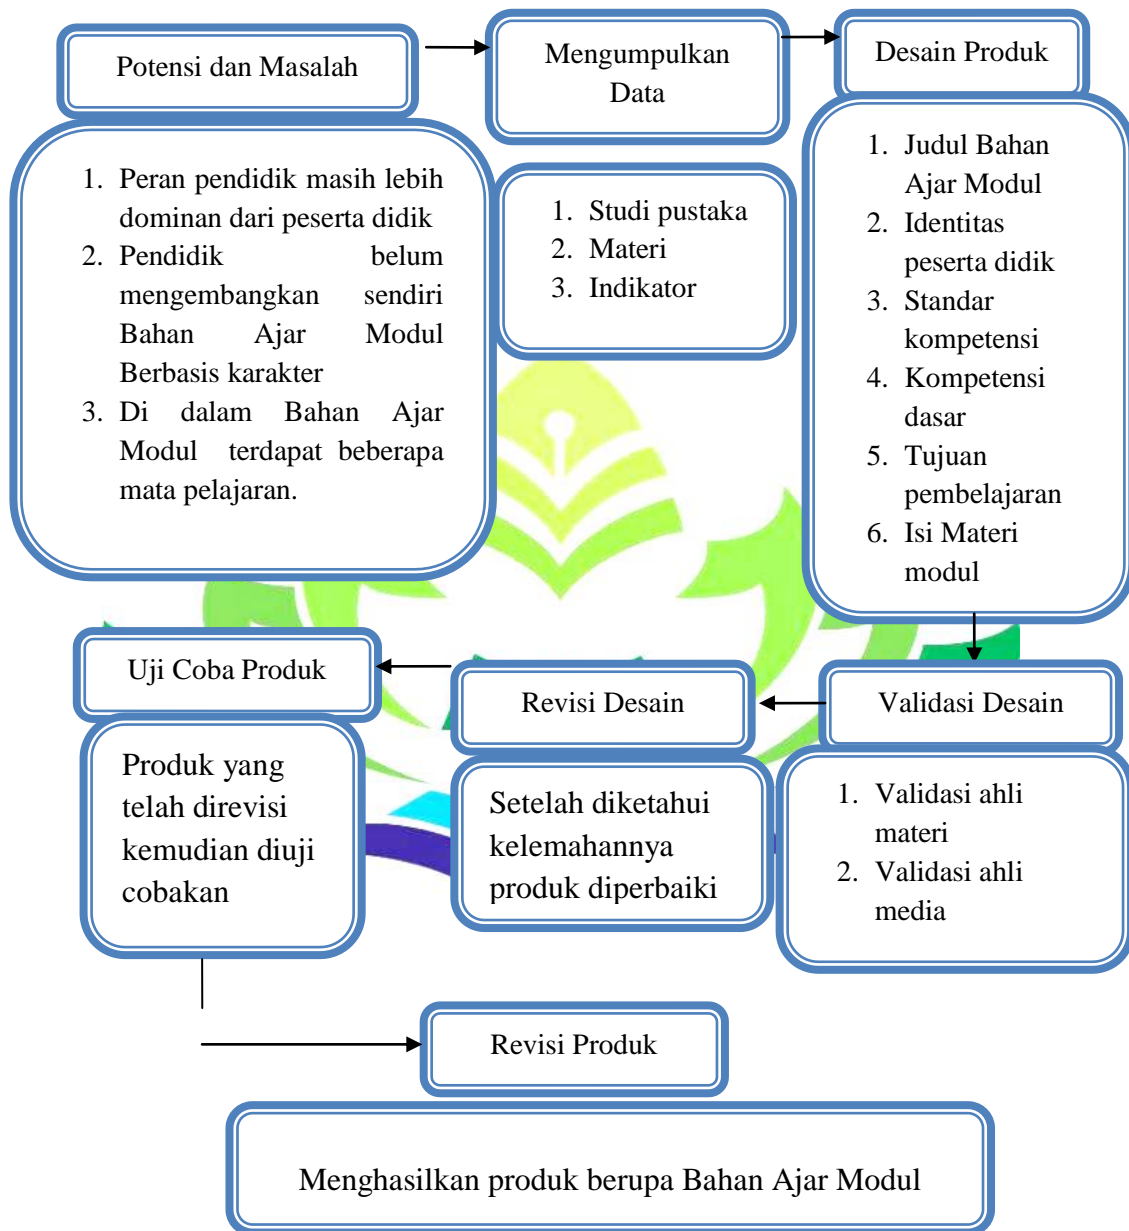 Potensi dan Masalah
1. Peran pendidik masih lebih
dominan dari peserta didik
2. Pendidik belum
mengembangkan sendiri
Bahan Ajar Modul
Berbasis karakter
3. Di dalam Bahan Ajar
Modul terdapat beberapa
mata pelajaran.
Mengumpulkan
Data
1. Studi pustaka
2. Materi
3. Indikator
Desain Produk
1. Judul Bahan
Ajar Modul
2. Identitas
peserta didik
3. Standar
kompetensi
4. Kompetensi
dasar
5. Tujuan
pembelajaran
6. Isi Materi
modul
Validasi Desain
1. Validasi ahli
materi
2. Validasi ahli
media
Revisi Desain
Setelah diketahui
kelemahannya
produk diperbaiki
Uji Coba Produk
Produk yang
telah direvisi
kemudian diuji
cobakan
Revisi Produk
Menghasilkan produk berupa Bahan Ajar Modul